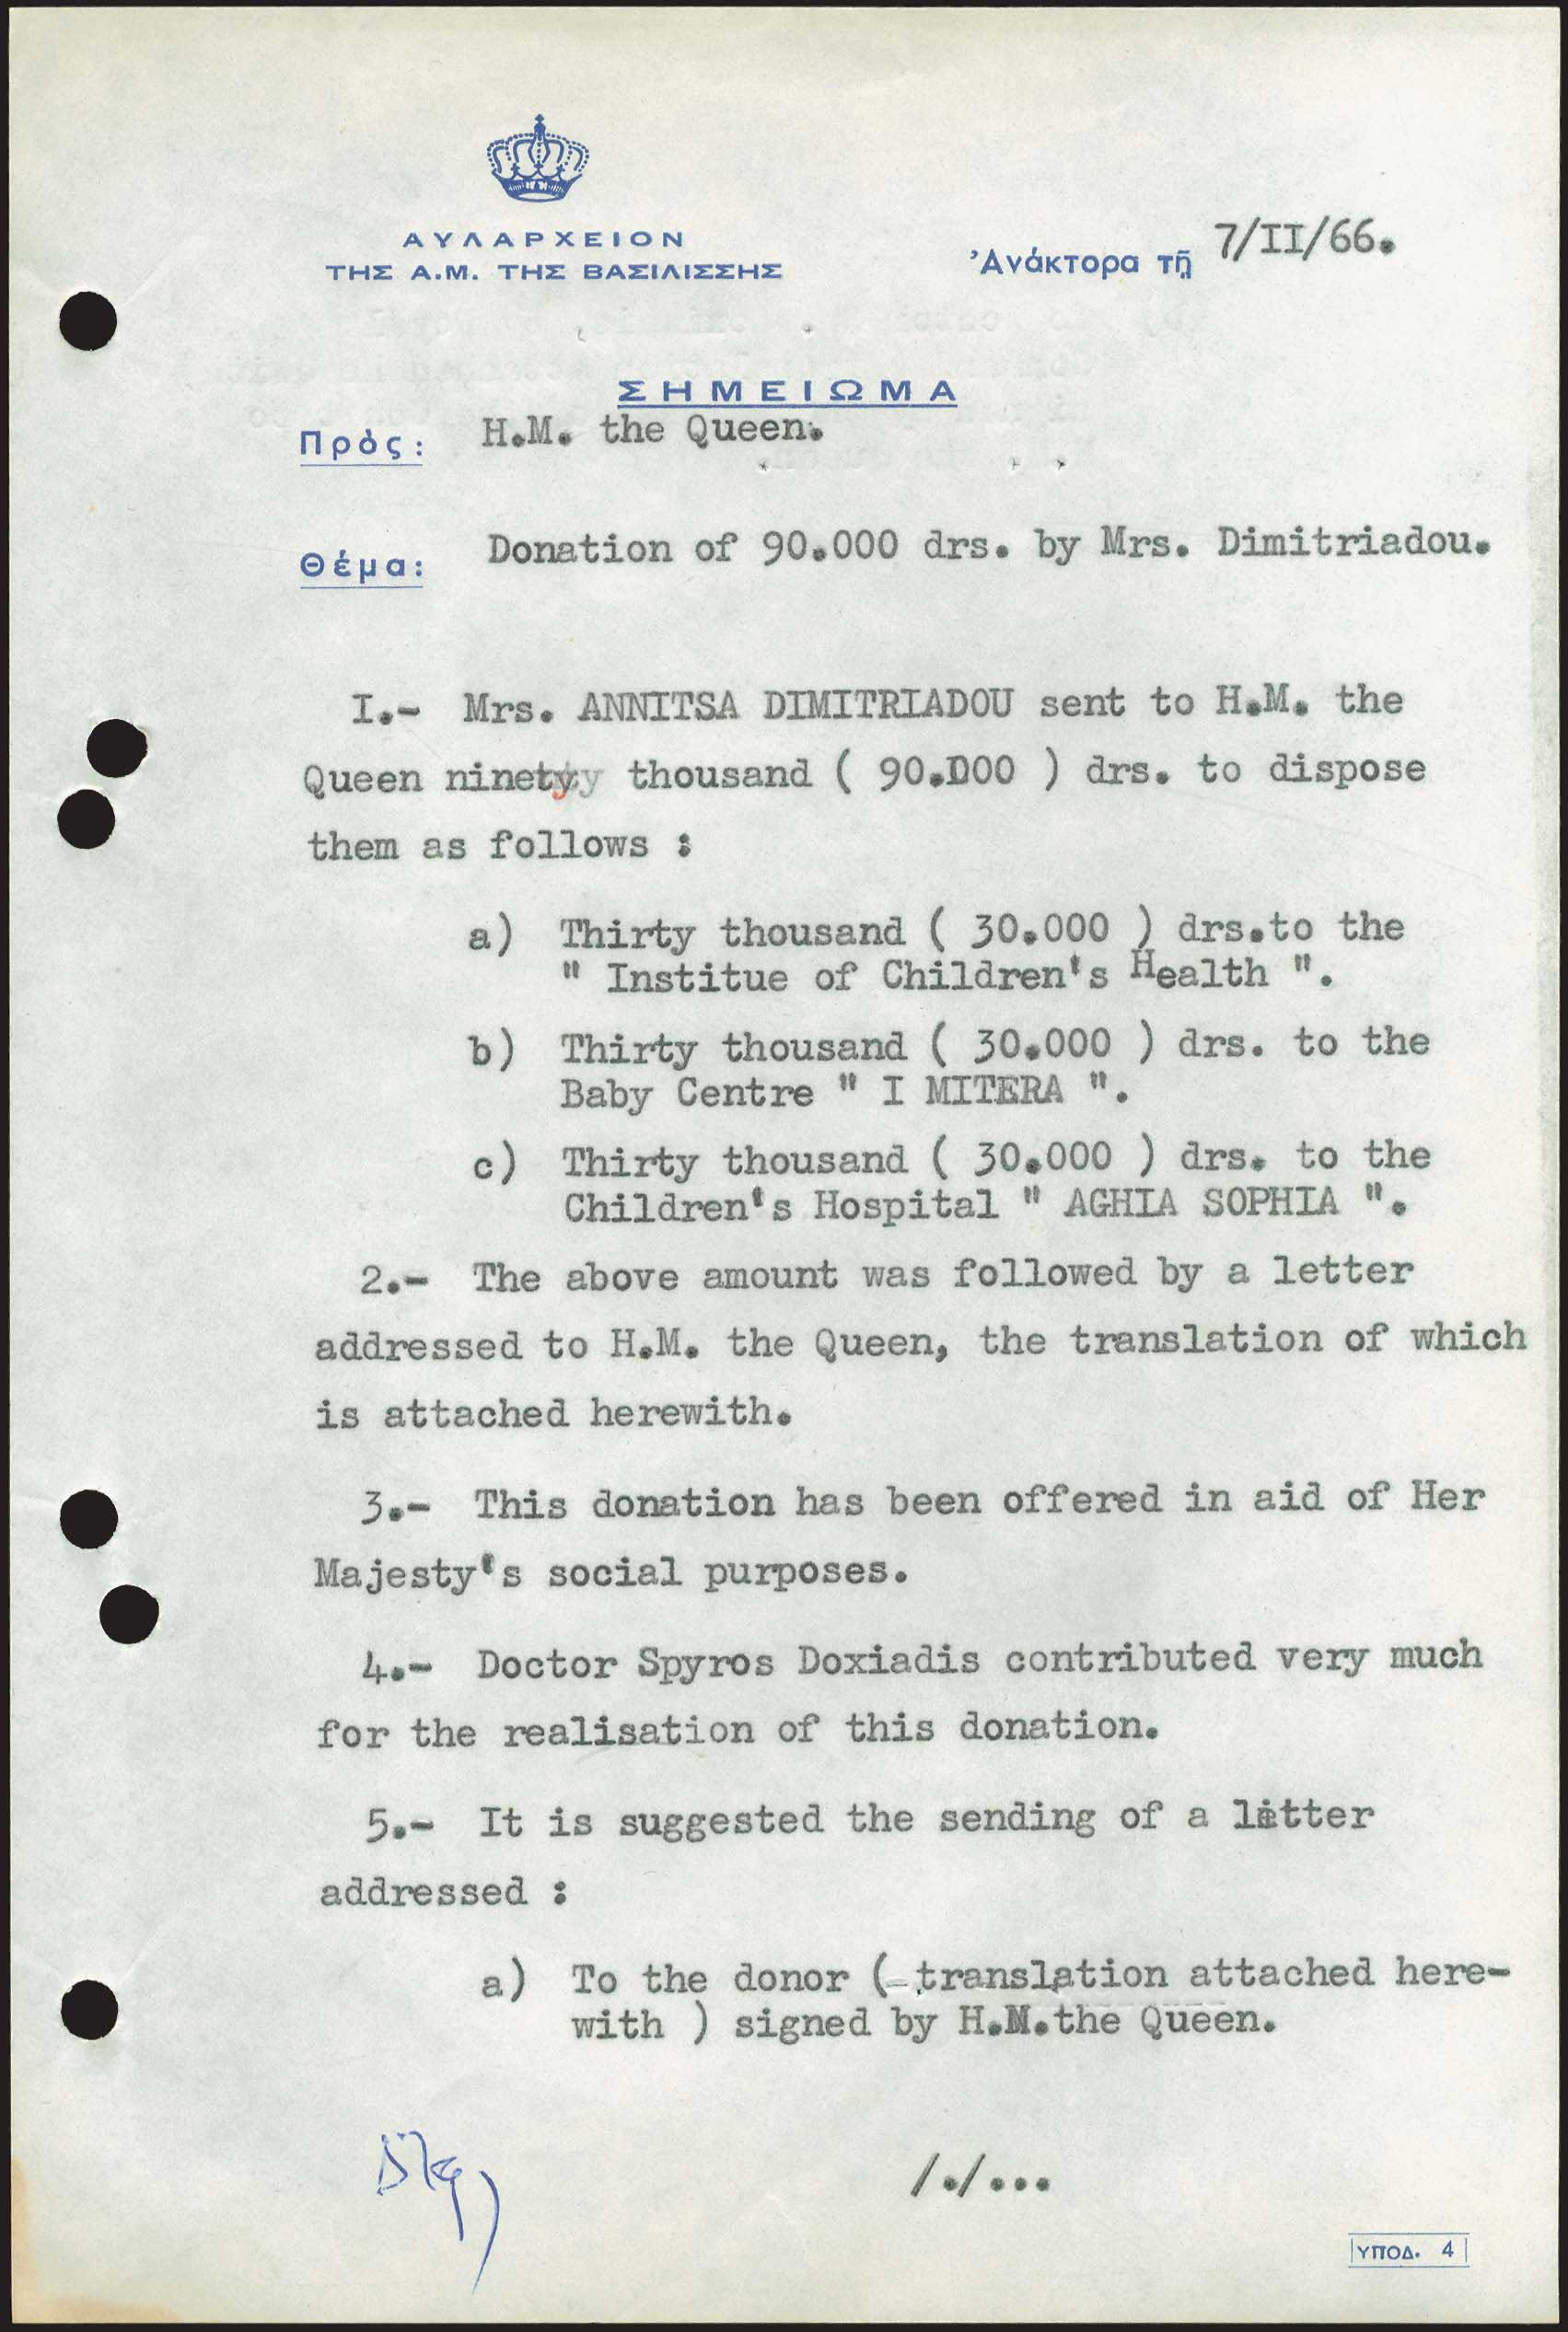 ΑΥΛΑΡΧΕΙΟΝ
ΤΗΣ Α.Μ. ΤΗΣ ΒΑΣΙΛΙΣΣΗΣ
Ἀνάκτορα τῇ 7/II/66.
ΣΗΜΕΙΩΜΑ
Πρὸς: H.M. the Queen.
Θέμα: Donation of 90.000 drs. by Mrs. Dimitriadou.
I.- Mrs. ANNITSA DIMITRIADOU sent to H.M. the
Queen ninety thousand ( 90.000 ) drs. to dispose
them as follows :
a) Thirty thousand ( 30.000 ) drs.to the
" Institue of Children's Health ".
b) Thirty thousand ( 30.000 ) drs. to the
Baby Centre " I MITERA ".
c) Thirty thousand ( 30.000 ) drs. to the
Children's Hospital " AGHIA SOPHIA ".
2.- The above amount was followed by a letter
addressed to H.M. the Queen, the translation of which
is attached herewith.
3.- This donation has been offered in aid of Her
Majesty's social purposes.
4.- Doctor Spyros Doxiadis contributed very much
for the realisation of this donation.
5.- It is suggested the sending of a letter
addressed :
a) To the donor ( translation attached here-
with ) signed by H.M.the Queen.
/./...
ΥΠΟΔ. 4